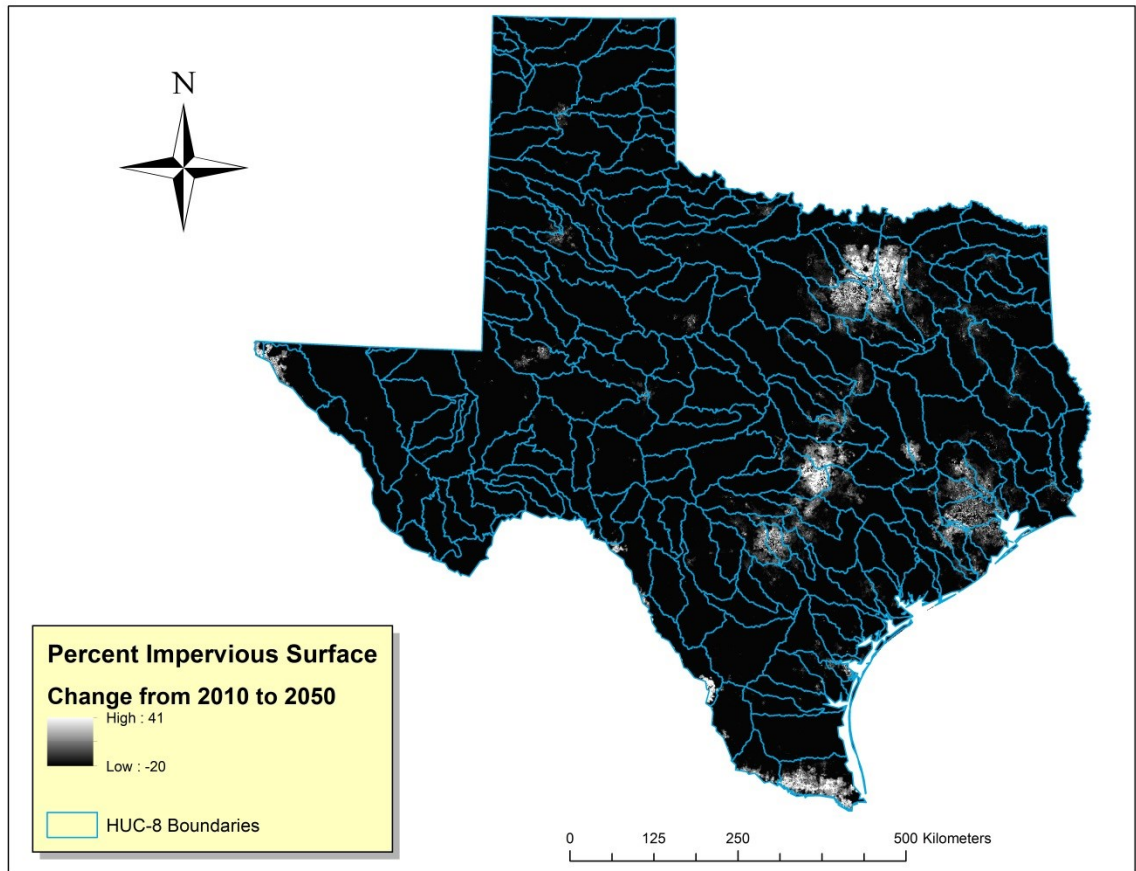 N
Percent Impervious Surface
Change from 2010 to 2050
High : 41
Low : -20
HUC-8 Boundaries
0 125 250 500 Kilometers